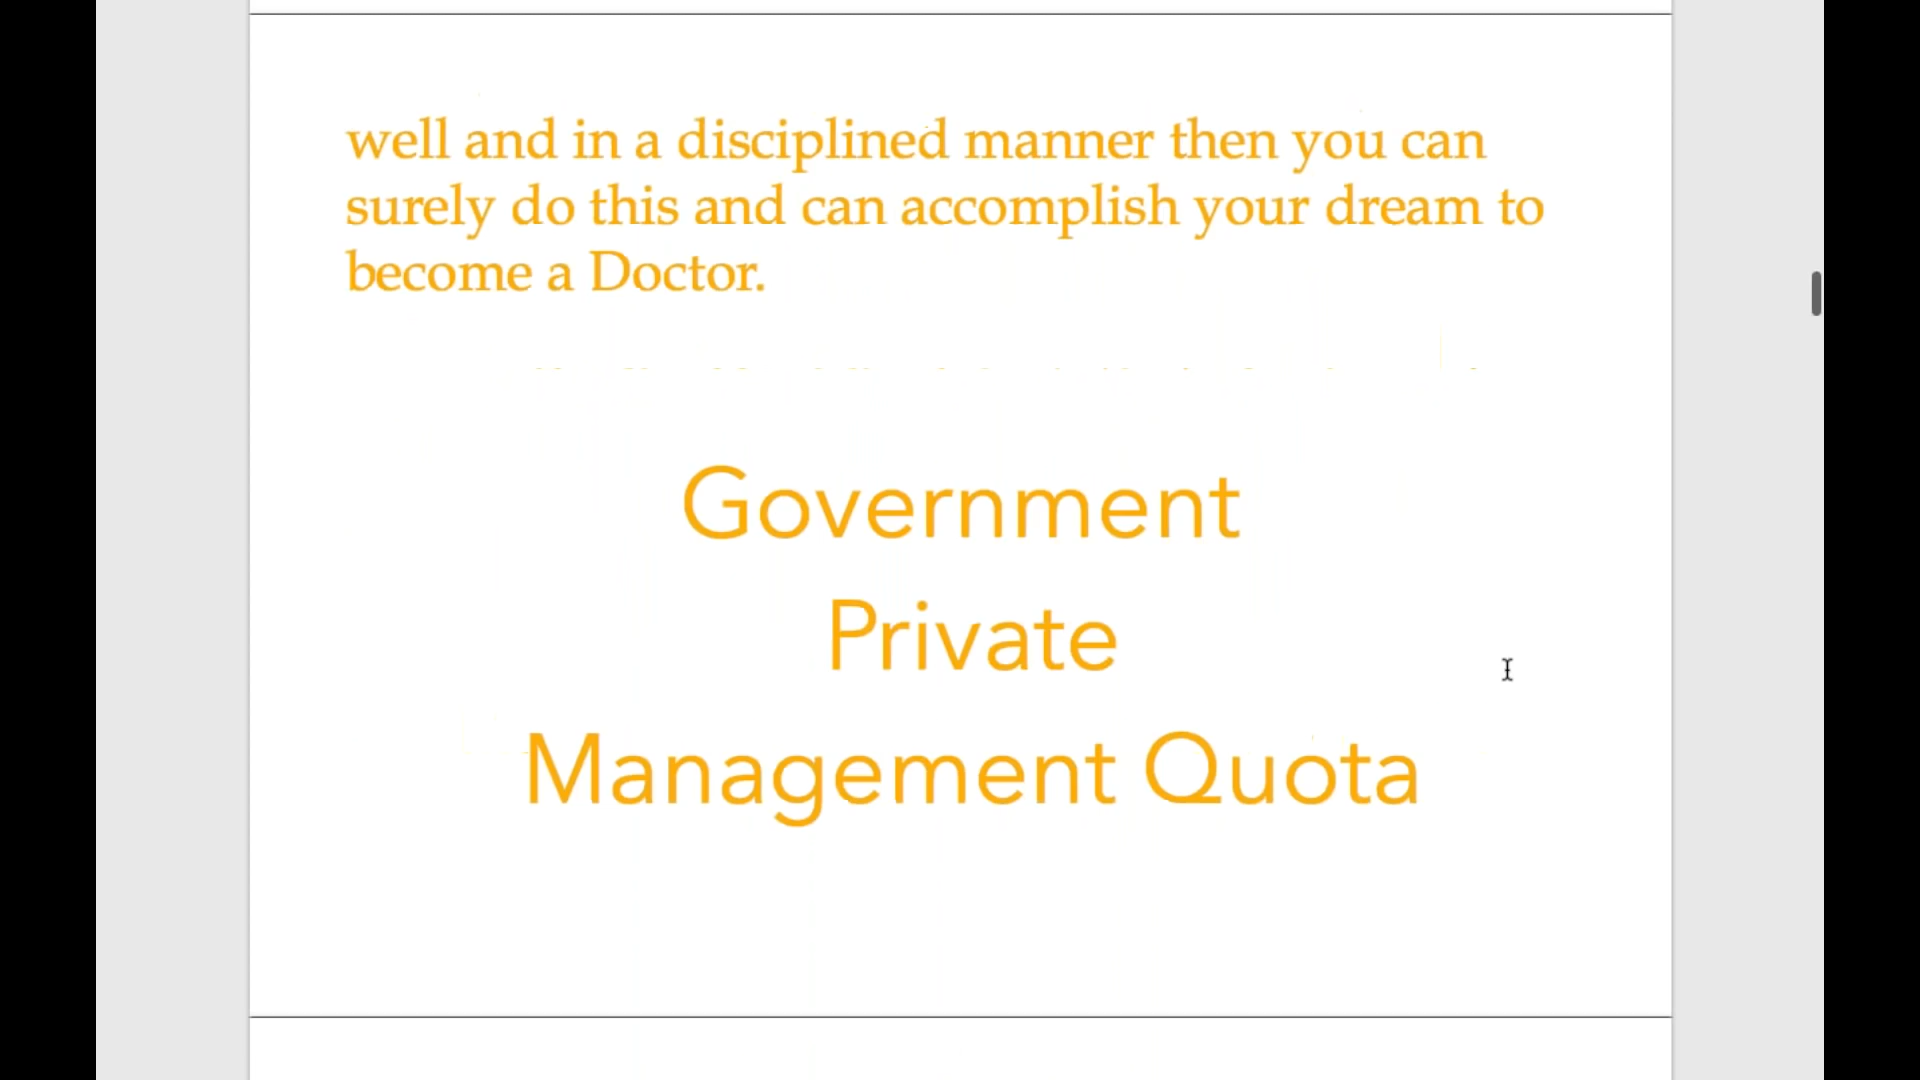 well and in a disciplined manner then you can
surely do this and can accomplish your dream to
become a Doctor.
Government
Private
Management Quota